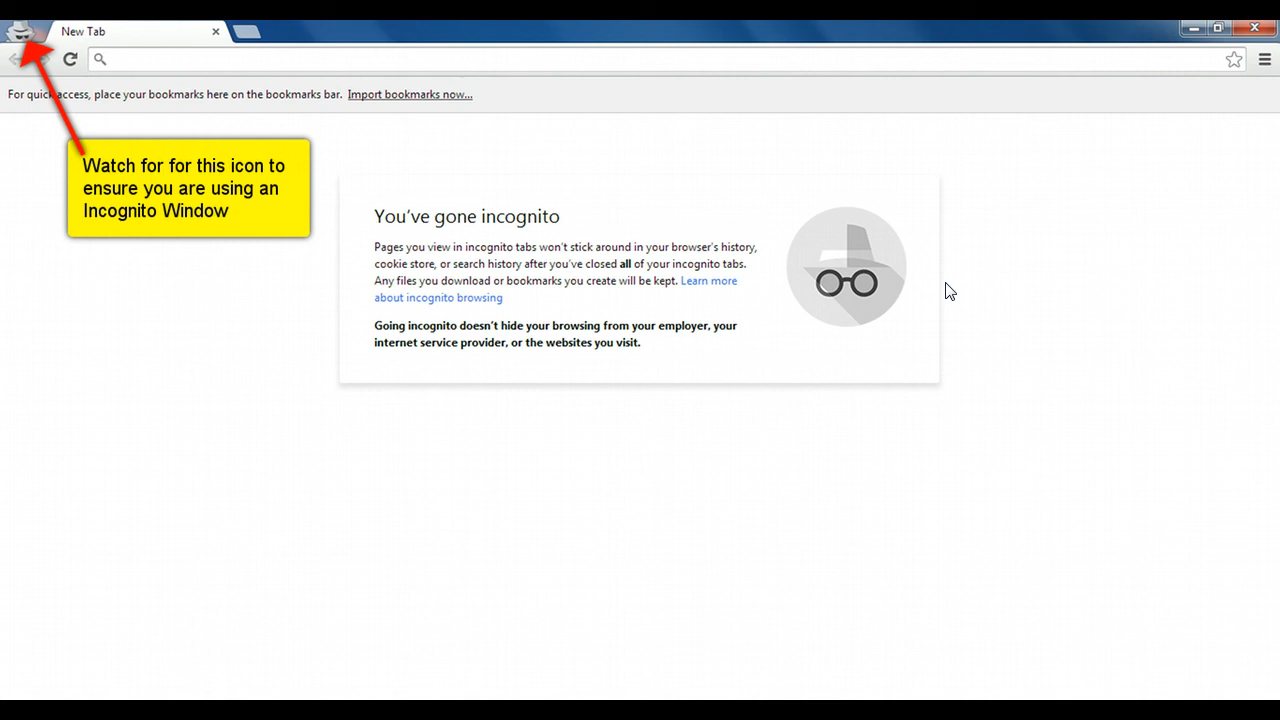 New Tab
For quick access, place your bookmarks here on the bookmarks bar. Import bookmarks now...
Watch for for this icon to
ensure you are using an
Incognito Window
You've gone incognito
Pages you view in incognito tabs won't stick around in your browser's history,
cookie store, or search history after you've closed all of your incognito tabs.
Any files you download or bookmarks you create will be kept. Learn more
about incognito browsing
Going incognito doesn't hide your browsing from your employer, your
internet service provider, or the websites you visit.